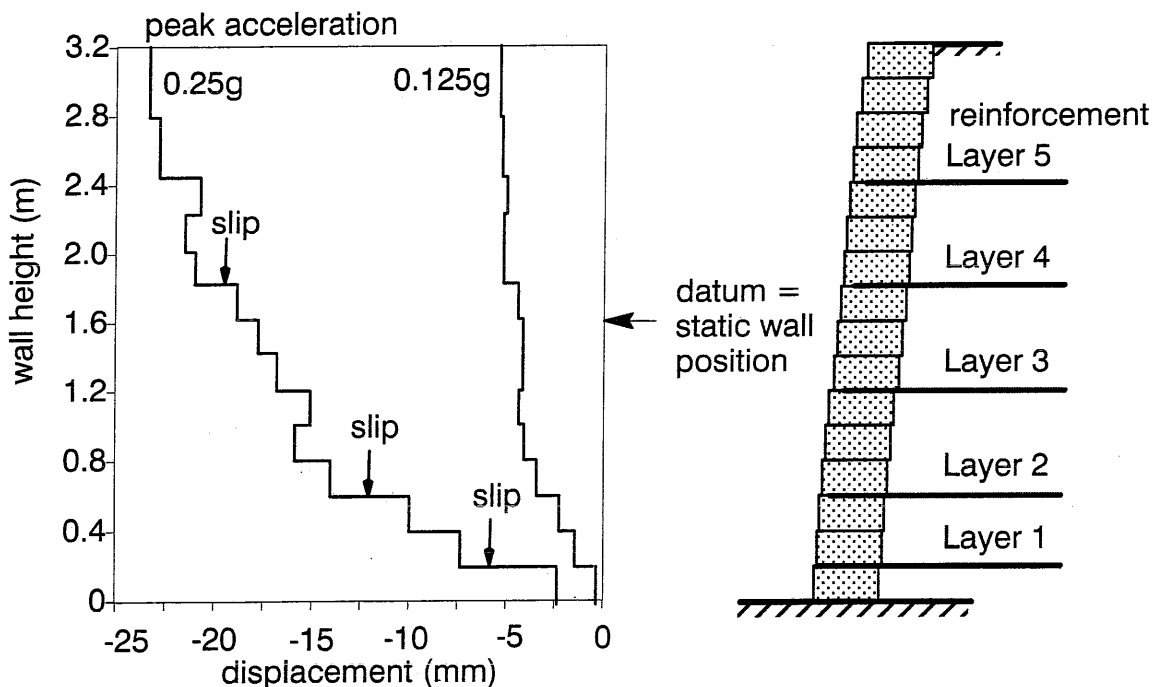 peak acceleration
3.2
2.8
2.4
2.0
1.6
1.2
0.8
0.4
0
wall height (m)
0.25g
0.125g
slip
slip
slip
-25
-20
-15
-10
-5
0
displacement (mm)
datum =
static wall
position
reinforcement
Layer 5
Layer 4
Layer 3
Layer 2
Layer 1